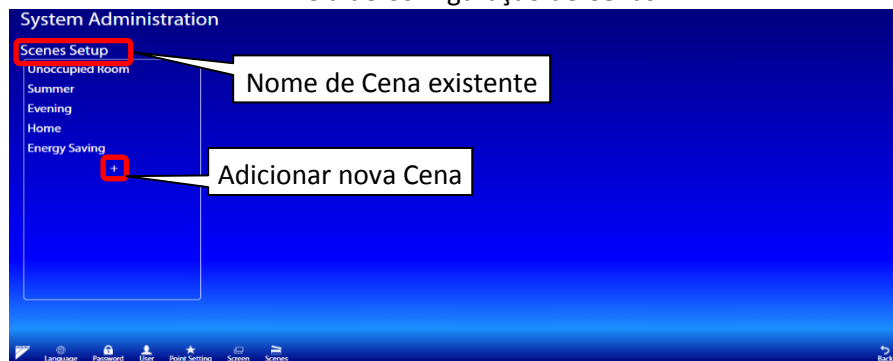 System Administration
Scenes Setup
Unoccupied Room
Nome de Cena existente
Summer
Evening
Home
Energy Saving
+
Adicionar nova Cena
Language Password User Point Setting Screen Scenes Back